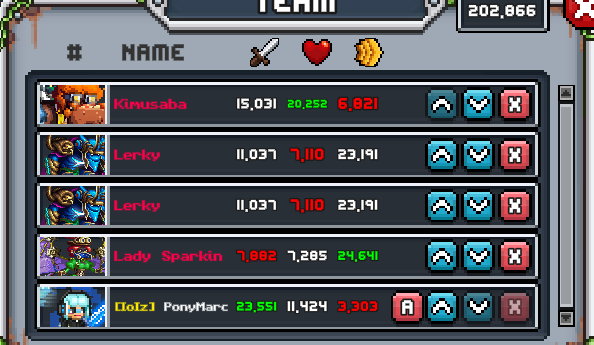 TEAM
202,866
# NAME
Kimusaba 15,031 20,252 6,821
Lerky 11,037 7,110 23,191
Lerky 11,037 7,110 23,191
Lady Sparkin 7,882 7,285 24,641
[IoIz] PonyMarc 23,551 11,424 3,303 A